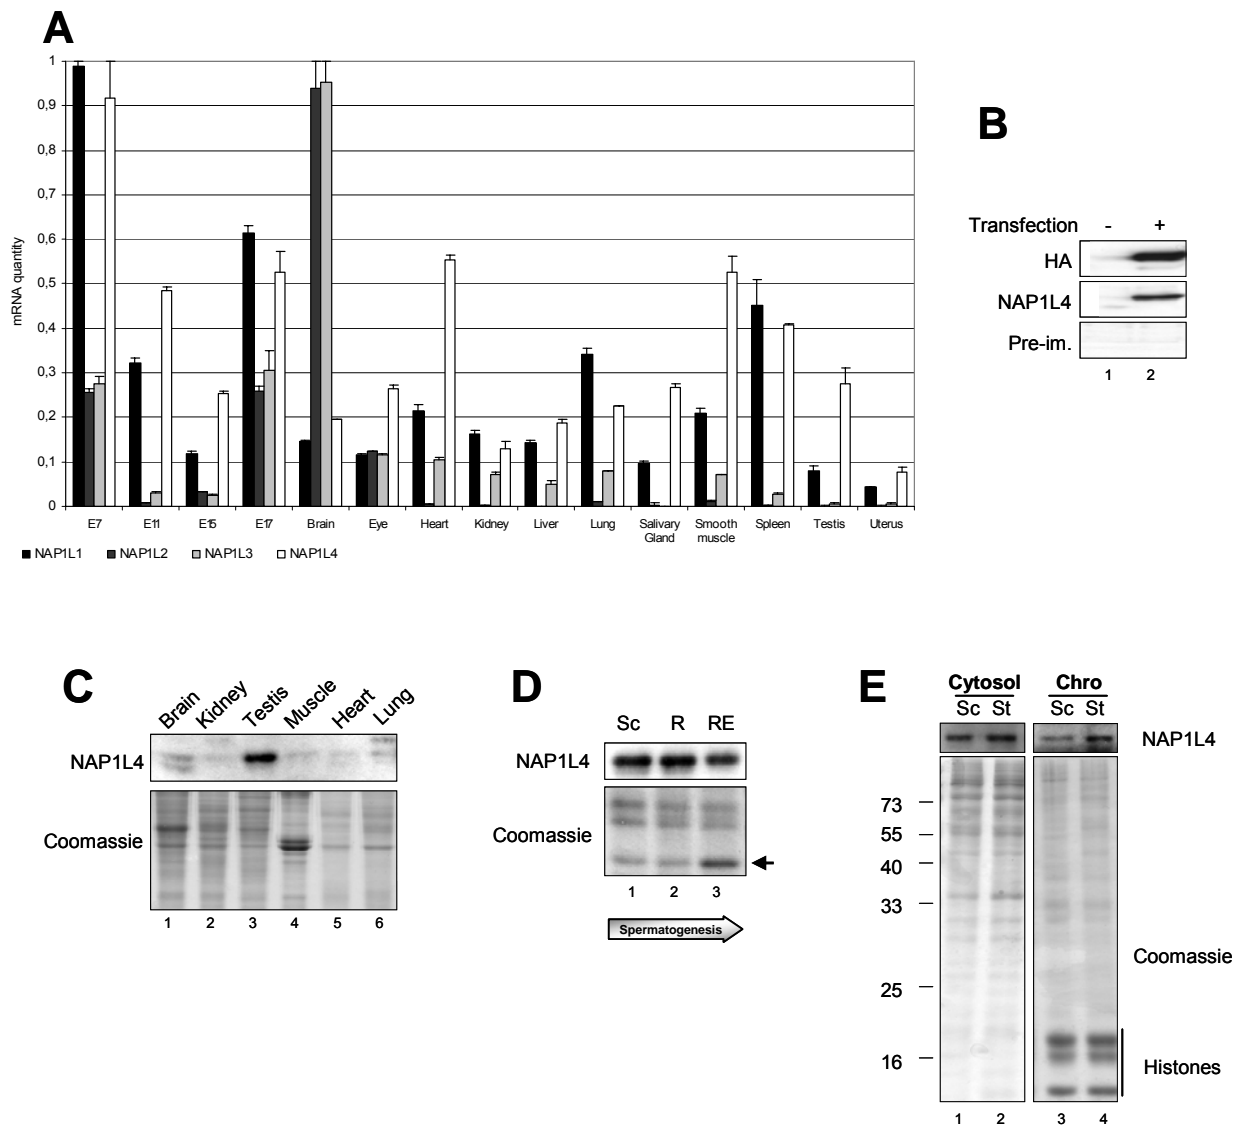 A
1
0,9
0,8
0,7
0,6
0,5
0,4
0,3
0,2
0,1
0
mRNA quantity
E7 E11 E15 E17 Brain Eye Heart Kidney Liver Lung Salivary Gland Smooth muscle Spleen Testis Uterus
NAP1L1 NAP1L2 NAP1L3 NAP1L4
B
Transfection - +
HA
NAP1L4
Pre-im.
1 2
C
Brain Kidney Testis Muscle Heart Lung
NAP1L4
Coomassie
1 2 3 4 5 6
D
Sc R RE
NAP1L4
Coomassie
1 2 3
Spermatogenesis
E
Cytosol Chro
Sc St Sc St
NAP1L4
73
55
40
33
25
16
Coomassie
Histones
1 2 3 4